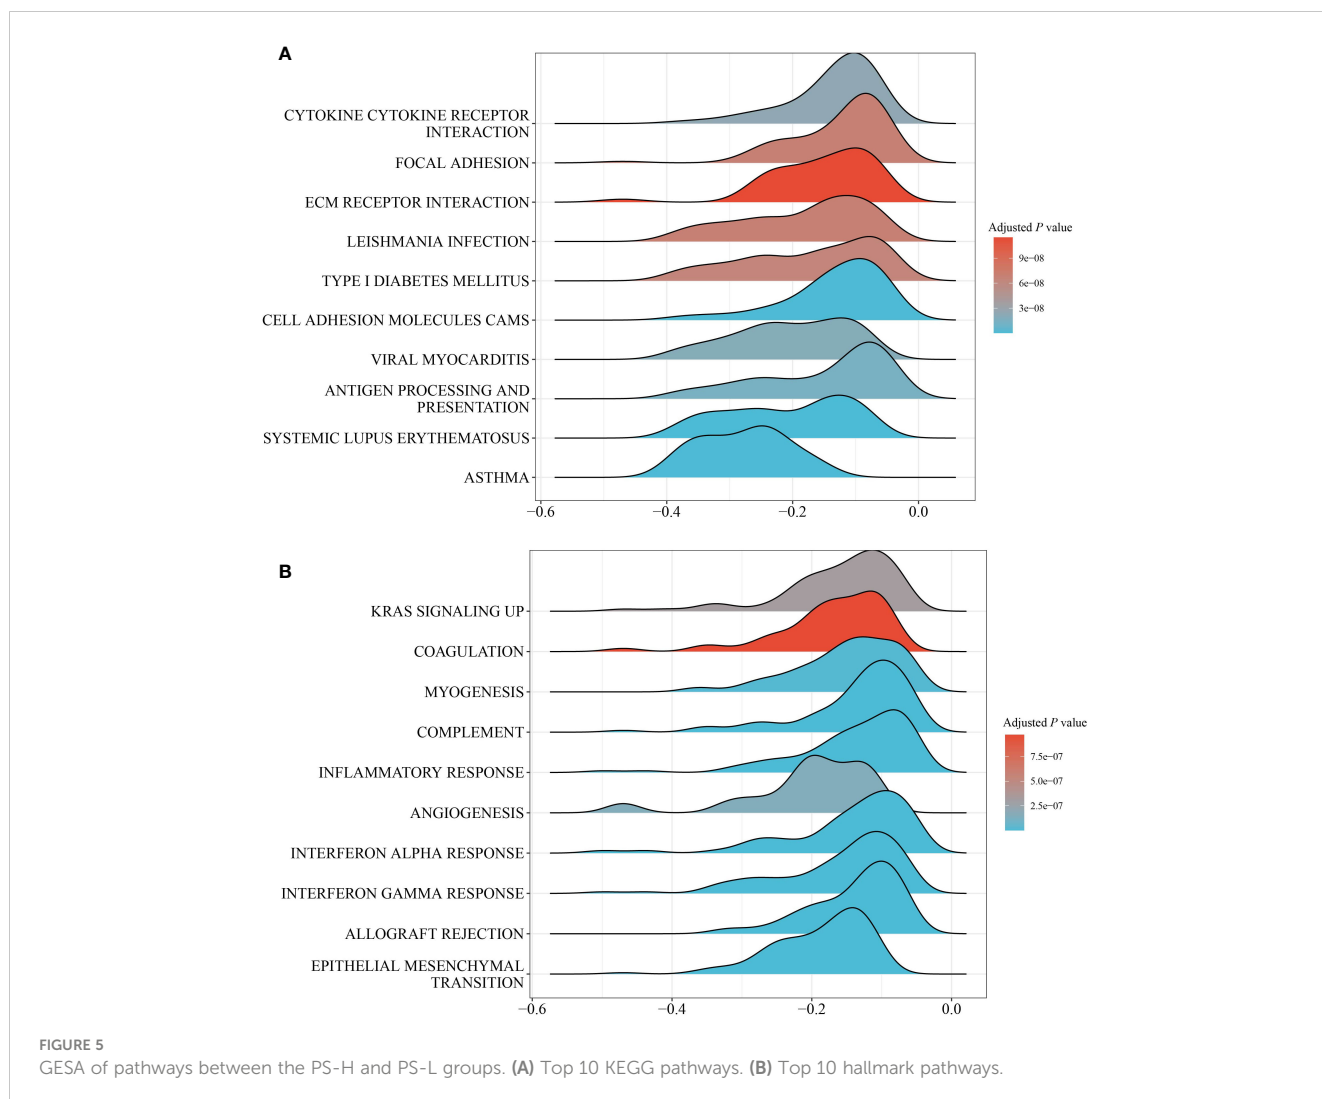 A
CYTOKINE CYTOKINE RECEPTOR
INTERACTION
FOCAL ADHESION
ECM RECEPTOR INTERACTION
LEISHMANIA INFECTION
TYPE I DIABETES MELLITUS
CELL ADHESION MOLECULES CAMS
VIRAL MYOCARDITIS
ANTIGEN PROCESSING AND
PRESENTATION
SYSTEMIC LUPUS ERYTHEMATOSUS
ASTHMA
−0.6 −0.4 −0.2 0.0
Adjusted P value
9e−08
6e−08
3e−08
B
KRAS SIGNALING UP
COAGULATION
MYOGENESIS
COMPLEMENT
INFLAMMATORY RESPONSE
ANGIOGENESIS
INTERFERON ALPHA RESPONSE
INTERFERON GAMMA RESPONSE
ALLOGRAFT REJECTION
EPITHELIAL MESENCHYMAL
TRANSITION
−0.6 −0.4 −0.2 0.0
Adjusted P value
7.5e−07
5.0e−07
2.5e−07
FIGURE 5
GESA of pathways between the PS-H and PS-L groups. (A) Top 10 KEGG pathways. (B) Top 10 hallmark pathways.